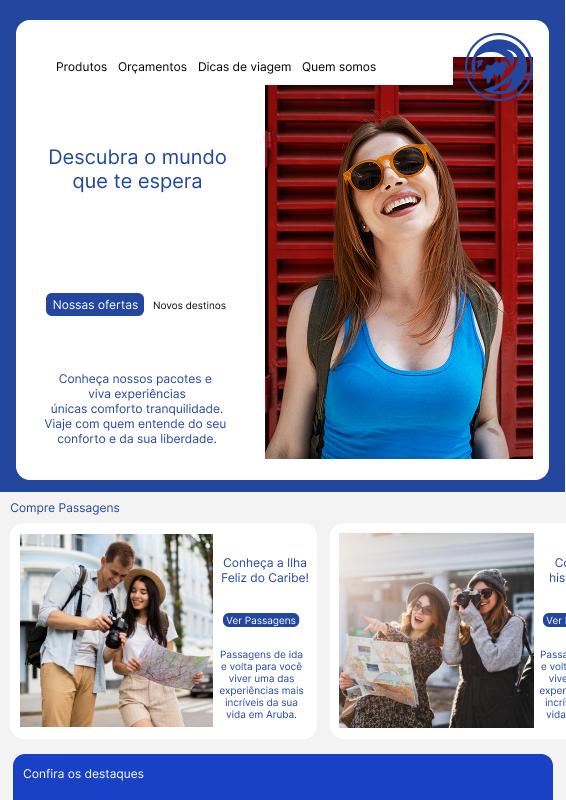 Produtos Orçamentos Dicas de viagem Quem somos
Descubra o mundo
que te espera
Nossas ofertas Novos destinos
Conheça nossos pacotes e
viva experiências
únicas comforto tranquilidade.
Viaje com quem entende do seu
conforto e da sua liberdade.
Compre Passagens
Conheça a Ilha
Feliz do Caribe!
Ver Passagens
Passagens de ida
e volta para você
viver uma das
experiências mais
incríveis da sua
vida em Aruba.
Ver
e
Confira os destaques